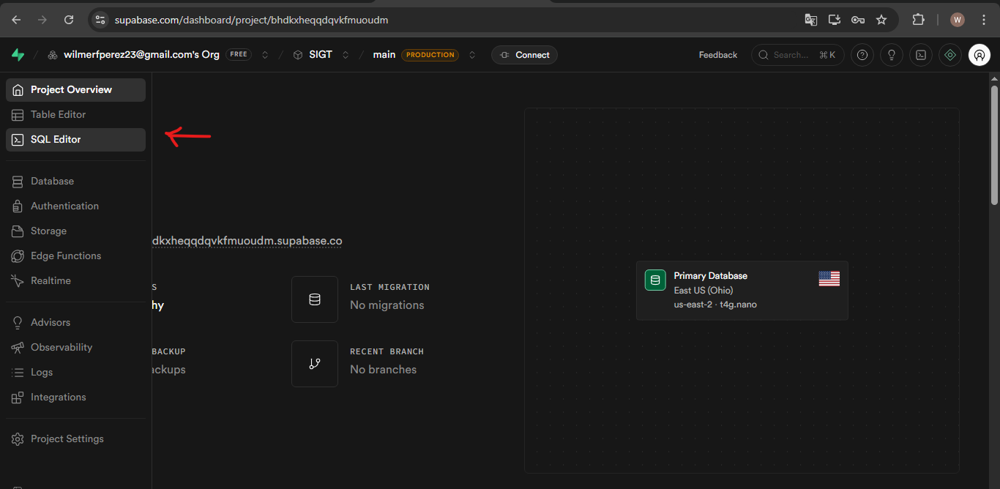 supabase.com/dashboard/project/bhdkxheqqdqvkfmuoudm
W
wilmerfperez23@gmail.com's Org FREE / SIGT / main PRODUCTION Connect
Feedback Search... ⌘ K
Project Overview
Table Editor
SQL Editor
Database
Authentication
Storage
Edge Functions
Realtime
Advisors
Observability
Logs
Integrations
Project Settings
dkxheqqdqvkfmuoudm.supabase.co
S
hy
LAST MIGRATION
No migrations
BACKUP
ackups
RECENT BRANCH
No branches
Primary Database
East US (Ohio)
us-east-2 · t4g.nano